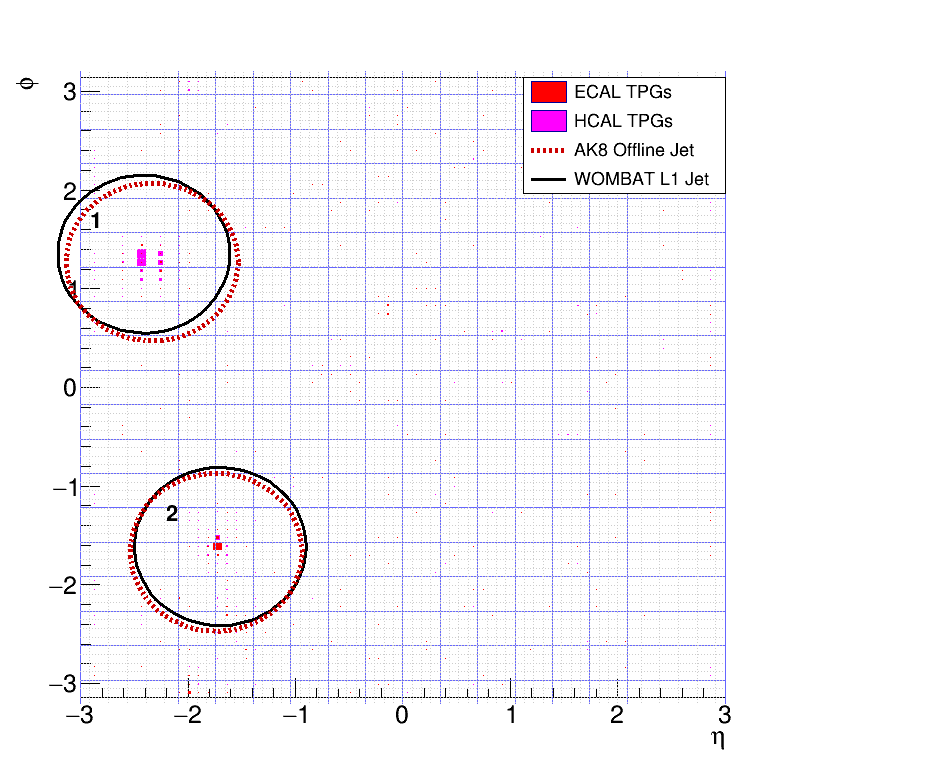 ϕ
ECAL TPGs
HCAL TPGs
AK8 Offline Jet
WOMBAT L1 Jet
3
2
1
1
0
−1
2
−2
−3
−3 −2 −1 0 1 2 3
η